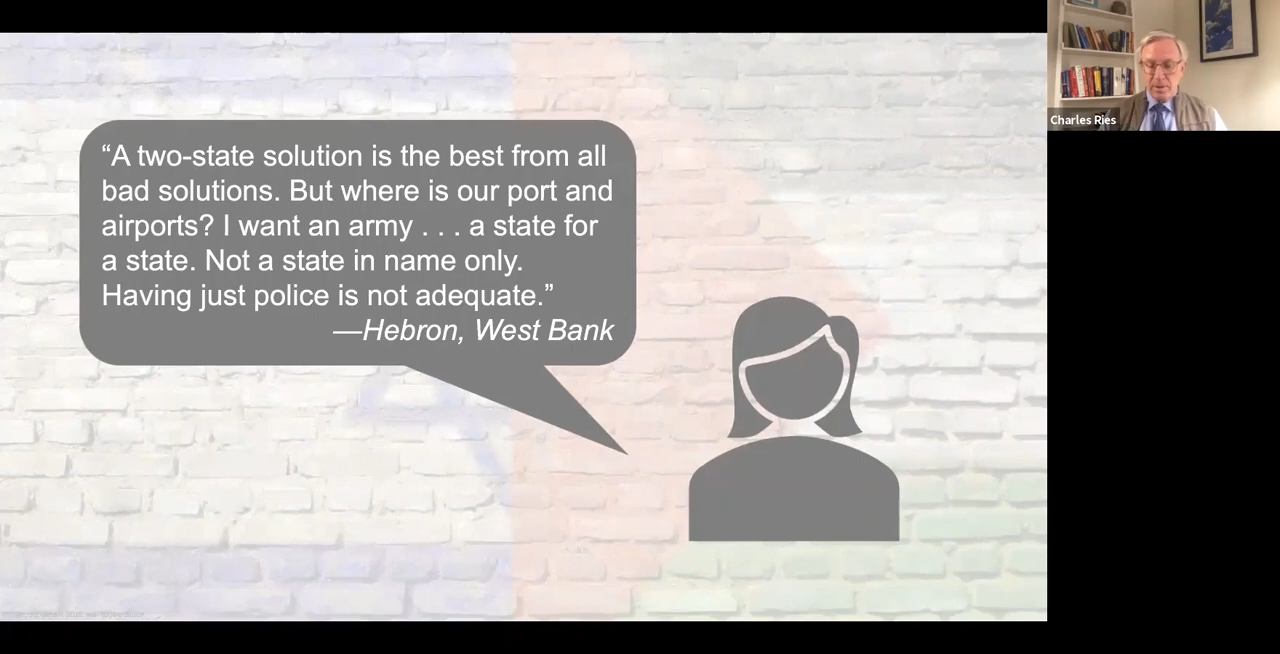 “A two-state solution is the best from all
bad solutions. But where is our port and
airports? I want an army . . . a state for
a state. Not a state in name only.
Having just police is not adequate.”
—Hebron, West Bank
Charles Ries